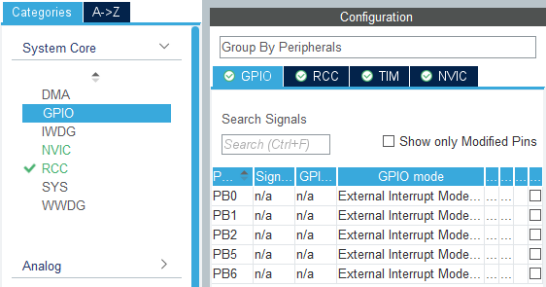 Categories A->Z
System Core
DMA
GPIO
IWDG
NVIC
RCC
SYS
WWDG
Analog
Configuration
Group By Peripherals
GPIO RCC TIM NVIC
Search Signals
Search (Ctrl+F) Show only Modified Pins
P... Sign... GPI... GPIO mode ... ... ... ...
PB0 n/a n/a External Interrupt Mode... ... ...
PB1 n/a n/a External Interrupt Mode... ... ...
PB2 n/a n/a External Interrupt Mode... ... ...
PB5 n/a n/a External Interrupt Mode... ... ...
PB6 n/a n/a External Interrupt Mode... ... ...